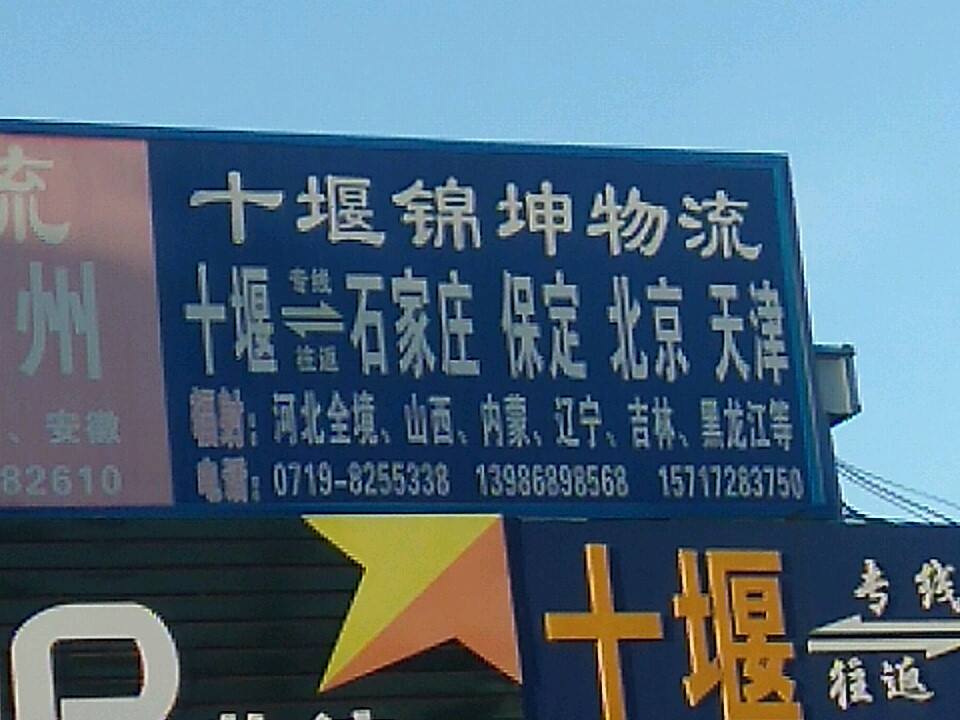 流
州
、安徽
82610
十堰锦坤物流
十堰 专线 往返 石家庄 保定 北京 天津
辐射：河北全境、山西、内蒙、辽宁、吉林、黑龙江等
电话：0719-8255338 13986898568 15717283750
十堰 专线 往返